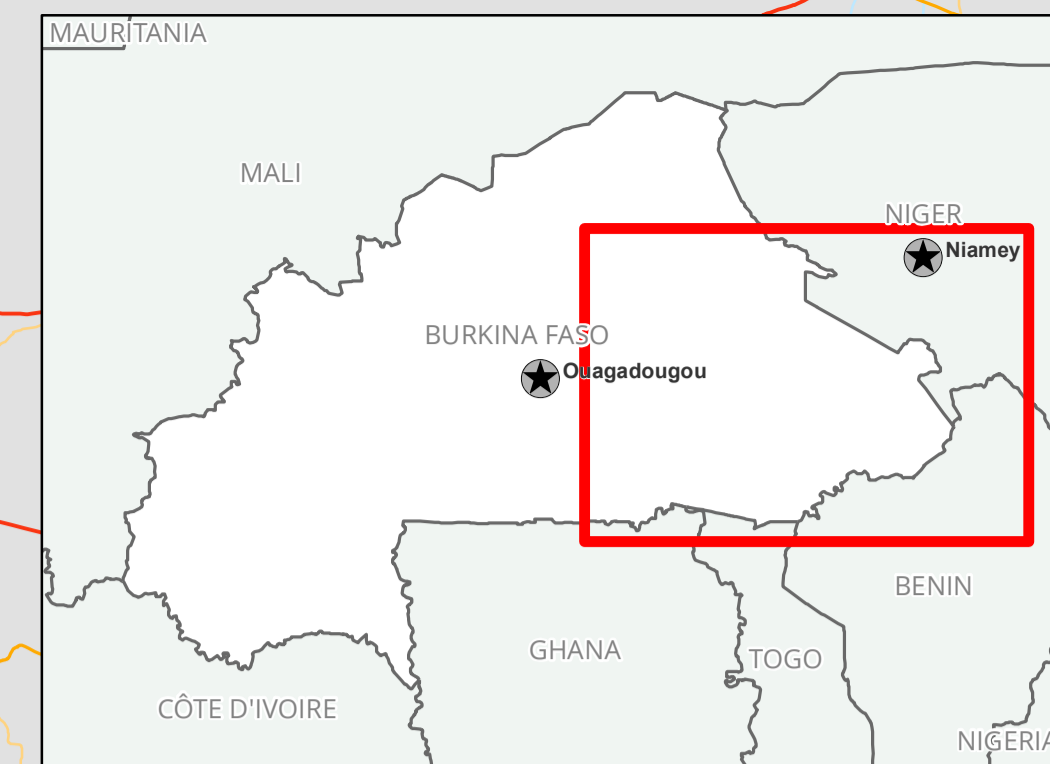 MAURITANIA
MALI
NIGER
Niamey
BURKINA FASO
Ouagadougou
BENIN
GHANA
TOGO
CÔTE D'IVOIRE
NIGERIA